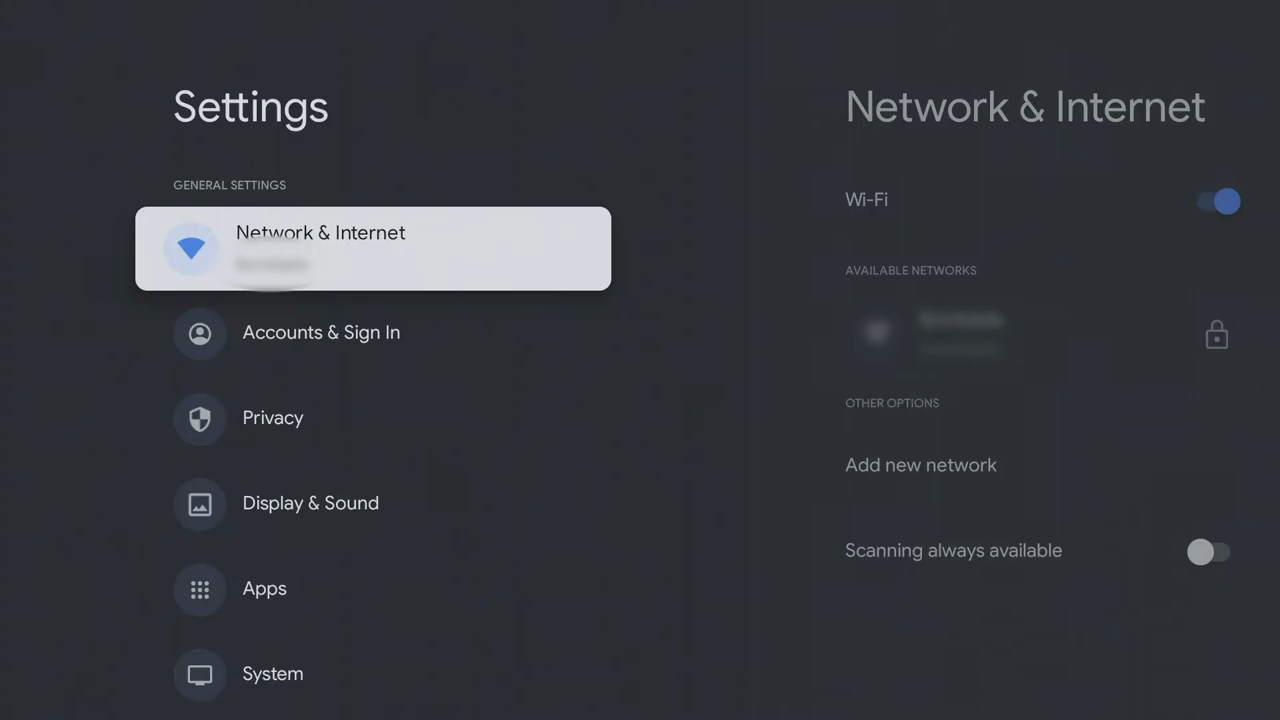 Settings
GENERAL SETTINGS
Network & Internet
Accounts & Sign In
Privacy
Display & Sound
Apps
System
Network & Internet
Wi-Fi
AVAILABLE NETWORKS
OTHER OPTIONS
Add new network
Scanning always available